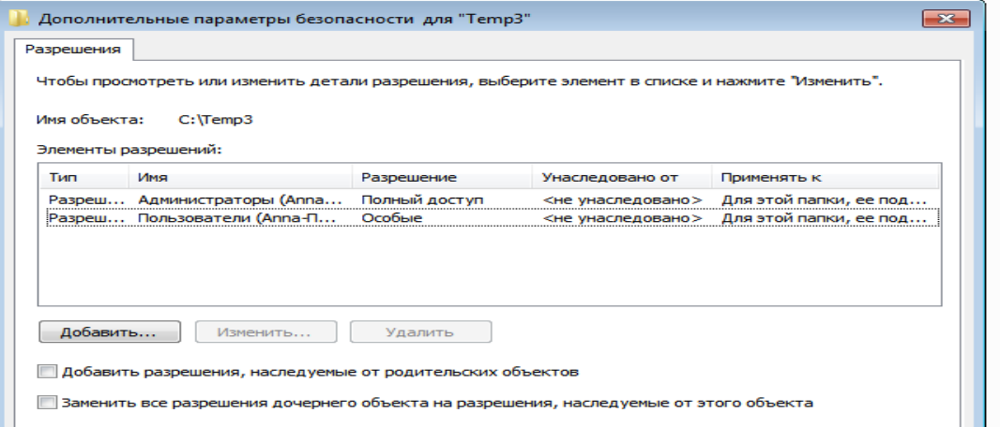 Дополнительные параметры безопасности для "Temp3"
Разрешения
Чтобы просмотреть или изменить детали разрешения, выберите элемент в списке и нажмите "Изменить".
Имя объекта: C:\Temp3
Элементы разрешений:
Тип Имя Разрешение Унаследовано от Применять к
Разреш... Администраторы (Anna... Полный доступ <не унаследовано> Для этой папки, ее под...
Разреш... Пользователи (Anna-П... Особые <не унаследовано> Для этой папки, ее под...
Добавить... Изменить... Удалить
Добавить разрешения, наследуемые от родительских объектов
Заменить все разрешения дочернего объекта на разрешения, наследуемые от этого объекта